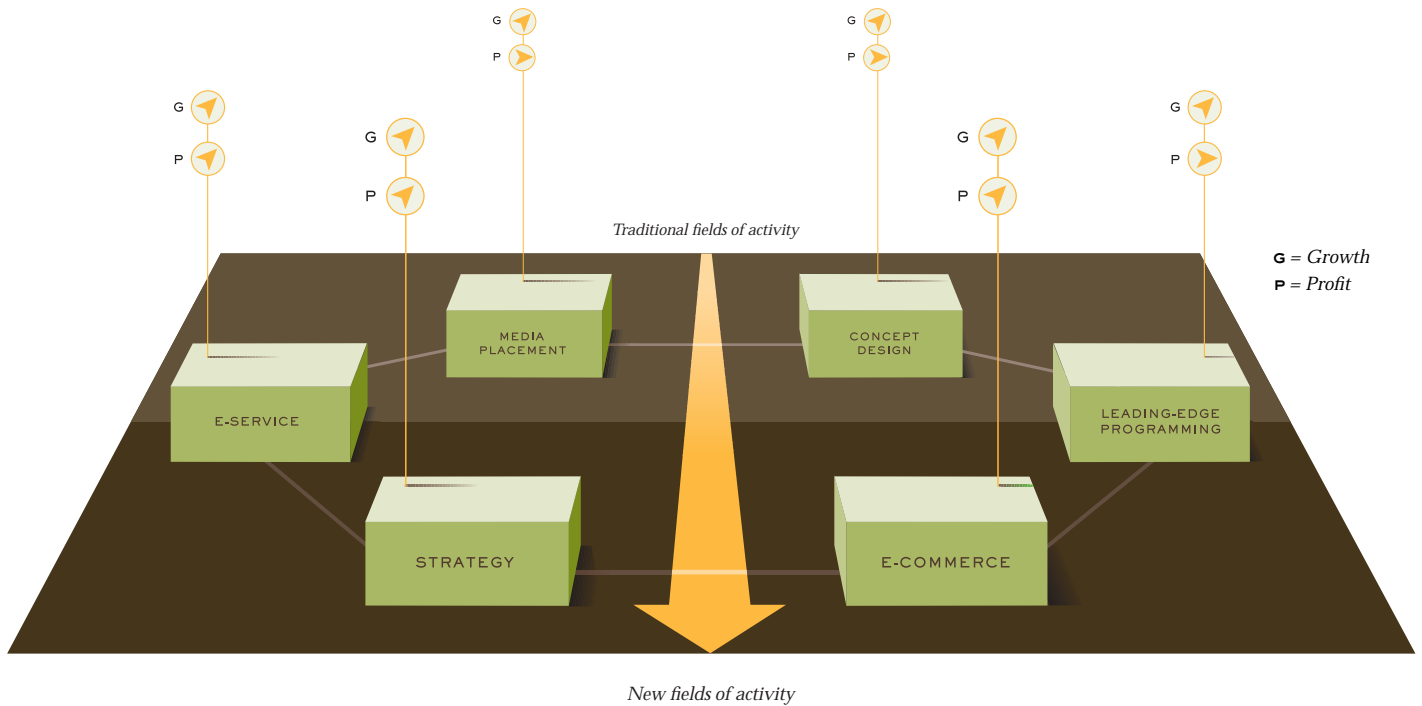 G
P
G
P
G
P
G
P
G
P
G
P
Traditional fields of activity
G = Growth
P = Profit
MEDIA
PLACEMENT
CONCEPT
DESIGN
E-SERVICE
LEADING-EDGE
PROGRAMMING
STRATEGY
E-COMMERCE
New fields of activity